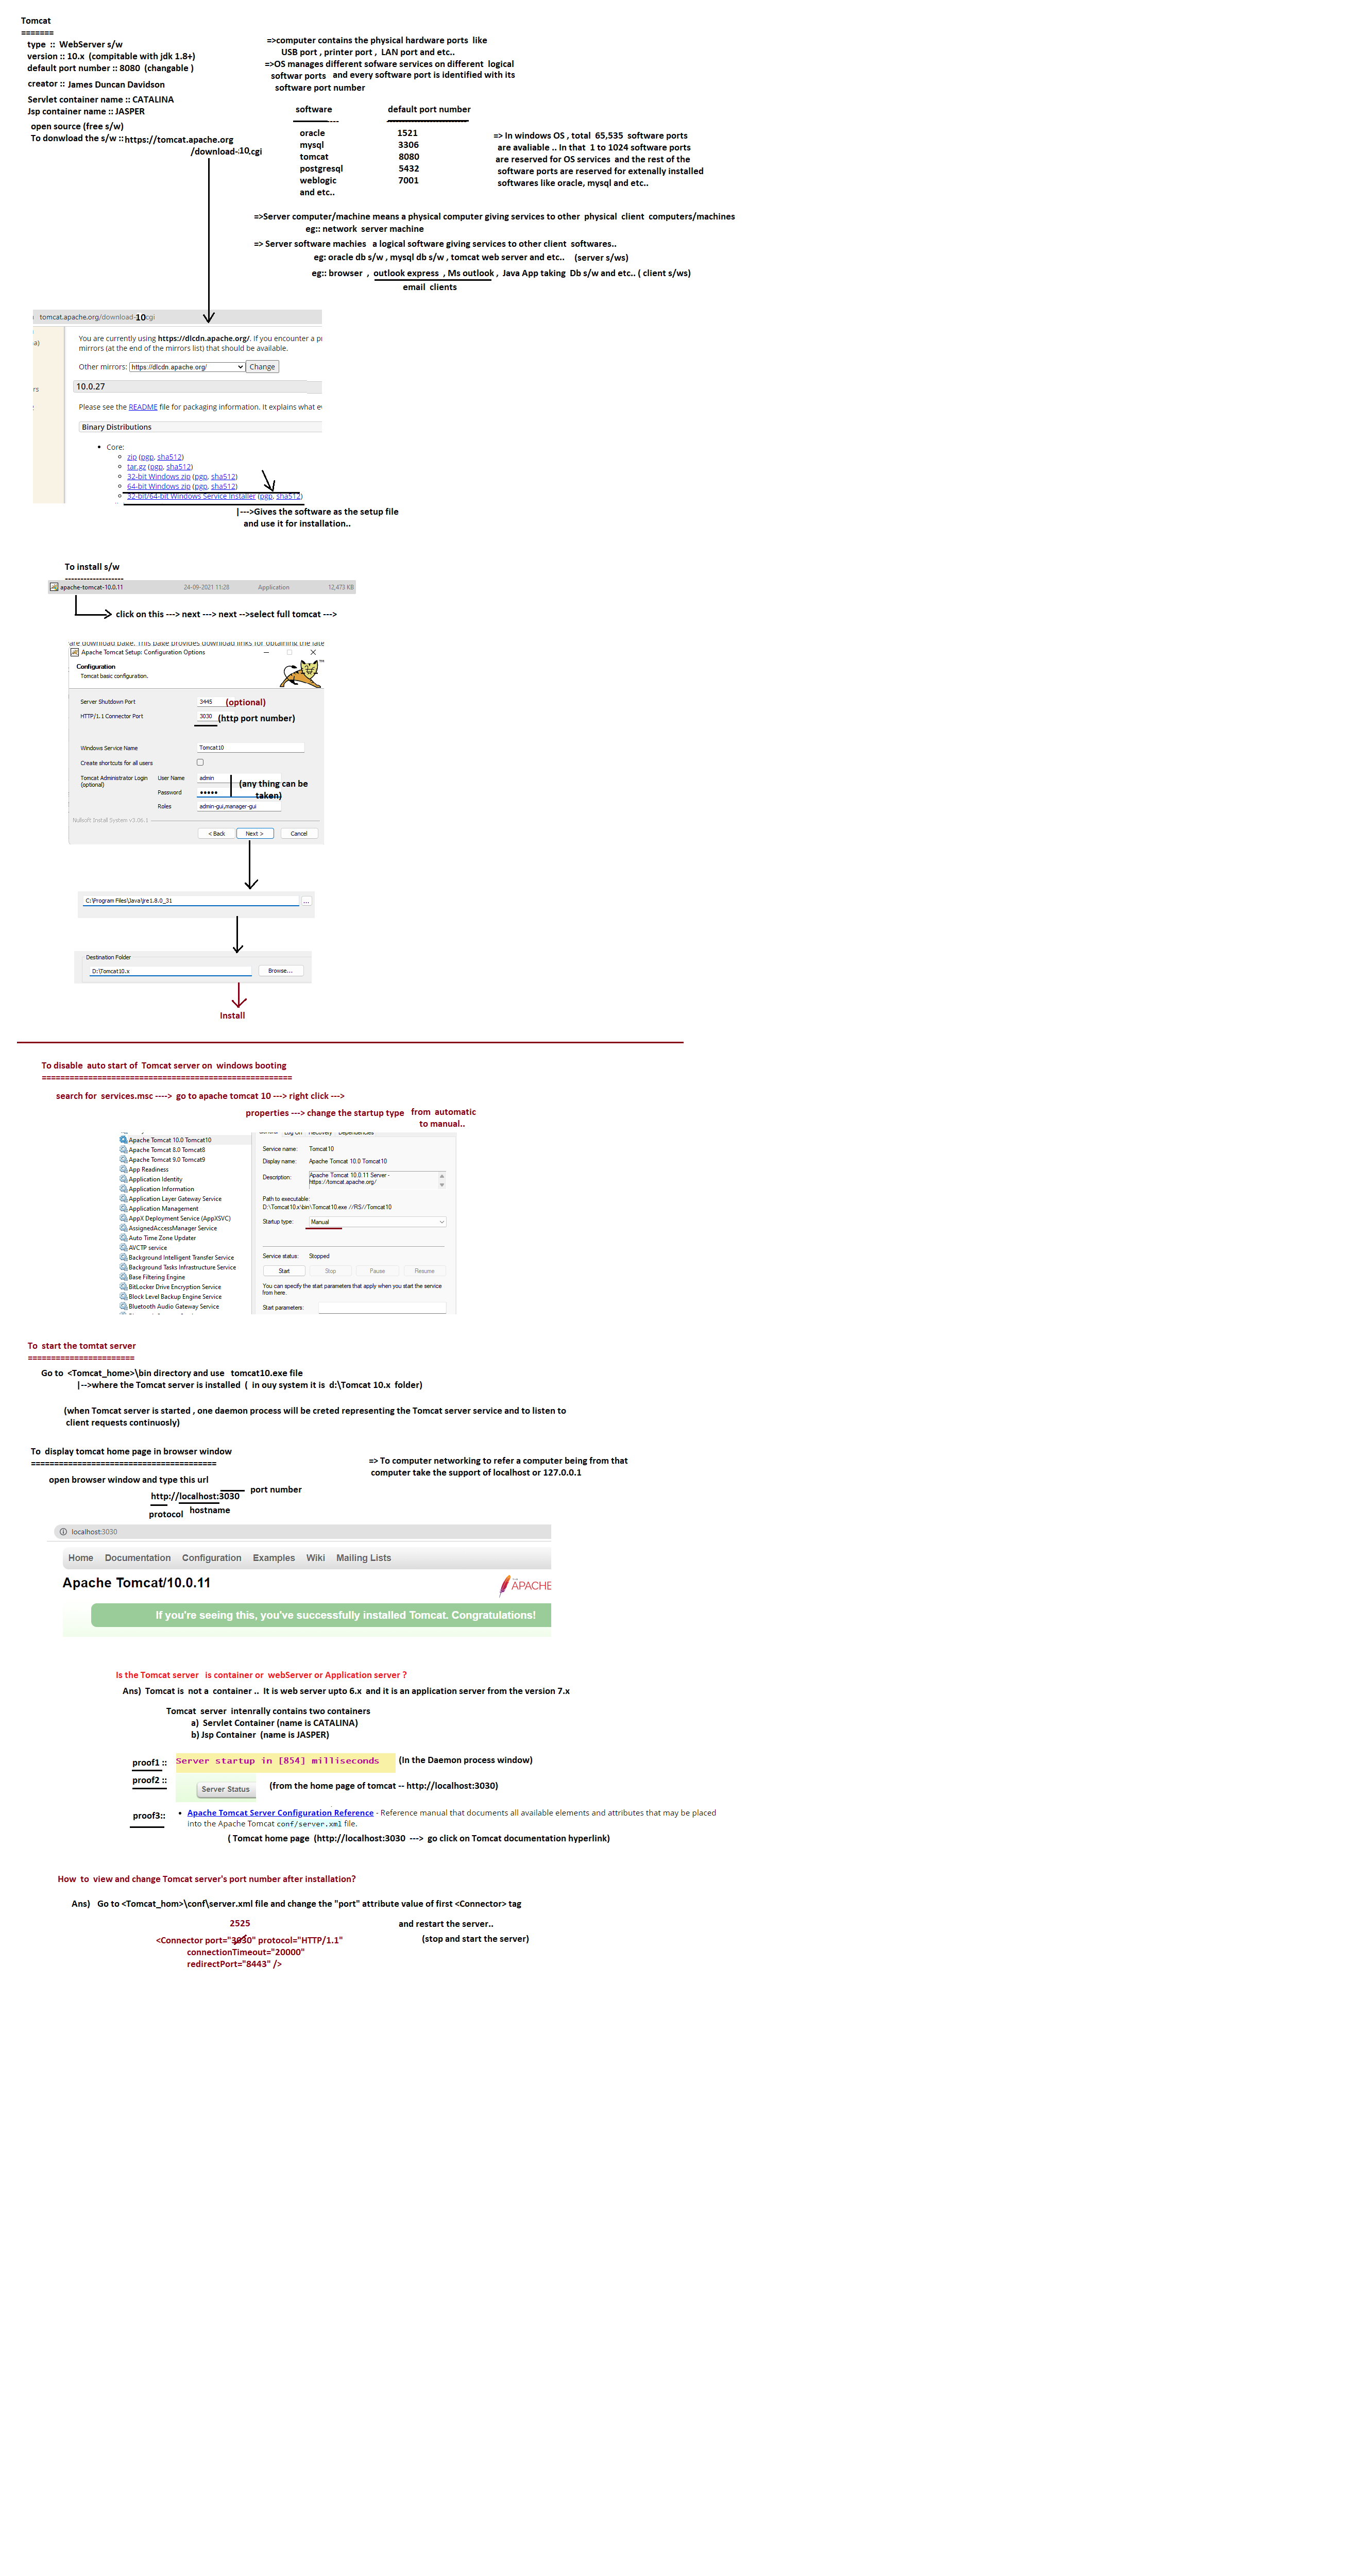 Tomcat
=======
type :: WebServer s/w
version :: 10.x (compitable with jdk 1.8+)
default port number :: 8080 (changable )
creator :: James Duncan Davidson
Servlet container name :: CATALINA
Jsp container name :: JASPER
open source (free s/w)
To donwload the s/w :: https://tomcat.apache.org
/download-10.cgi
=>computer contains the physical hardware ports like
USB port , printer port , LAN port and etc..
=>OS manages different sofware services on different logical
softwar ports and every software port is identified with its
software port number
software default port number
oracle 1521
mysql 3306
tomcat 8080
postgresql 5432
weblogic 7001
and etc..
=> In windows OS , total 65,535 software ports
are avaliable .. In that 1 to 1024 software ports
are reserved for OS services and the rest of the
software ports are reserved for extenally installed
softwares like oracle, mysql and etc..
=>Server computer/machine means a physical computer giving services to other physical client computers/machines
eg:: network server machine
=> Server software machies a logical software giving services to other client softwares..
eg: oracle db s/w , mysql db s/w , tomcat web server and etc.. (server s/ws)
eg:: browser , outlook express , Ms outlook , Java App taking Db s/w and etc.. ( client s/ws)
email clients
tomcat.apache.org/download-10cgi
You are currently using https://dlcdn.apache.org/. If you encounter a
mirrors (at the end of the mirrors list) that should be available.
Other mirrors: https://dlcdn.apache.org/ Change
10.0.27
Please see the README file for packaging information. It explains what
Binary Distributions
• Core:
zip (pgp, sha512)
tar.gz (pgp, sha512)
32-bit Windows zip (pgp, sha512)
64-bit Windows zip (pgp, sha512)
32-bit/64-bit Windows Service Installer (pgp, sha512)
|--->Gives the software as the setup file
and use it for installation..
To install s/w
-------------------
apache-tomcat-10.0.11 24-09-2021 11:28 Application 12,473 KB
click on this ---> next ---> next -->select full tomcat --->
are download page. This page provides download links for obtaining the late
Apache Tomcat Setup: Configuration Options
Configuration
Tomcat basic configuration.
Server Shutdown Port 3445 (optional)
HTTP/1.1 Connector Port 3030 (http port number)
Windows Service Name Tomcat10
Create shortcuts for all users
Tomcat Administrator Login User Name admin
(optional)
(any thing can be
Password •••••
taken)
Roles admin-gui,manager-gui
Nullsoft Install System v3.06.1
< Back Next > Cancel
C:\Program Files\Java\jre1.8.0_31 ...
Destination Folder
D:\Tomcat10.x Browse...
Install
To disable auto start of Tomcat server on windows booting
======================================================
search for services.msc ----> go to apache tomcat 10 ---> right click --->
properties ---> change the startup type from automatic
to manual..
General Log On Recovery Dependencies
Apache Tomcat 10.0 Tomcat10
Apache Tomcat 8.0 Tomcat8
Apache Tomcat 9.0 Tomcat9
App Readiness
Application Identity
Application Information
Application Layer Gateway Service
Application Management
AppX Deployment Service (AppXSVC)
AssignedAccessManager Service
Auto Time Zone Updater
AVCTP service
Background Intelligent Transfer Service
Background Tasks Infrastructure Service
Base Filtering Engine
BitLocker Drive Encryption Service
Block Level Backup Engine Service
Bluetooth Audio Gateway Service
Service name: Tomcat10
Display name: Apache Tomcat 10.0 Tomcat10
Description: Apache Tomcat 10.0.11 Server -
https://tomcat.apache.org/
Path to executable:
D:\Tomcat10.x\bin\Tomcat10.exe //RS//Tomcat10
Startup type: Manual
Service status: Stopped
Start Stop Pause Resume
You can specify the start parameters that apply when you start the service
from here.
Start parameters:
To start the tomtat server
=======================
Go to <Tomcat_home>\bin directory and use tomcat10.exe file
|-->where the Tomcat server is installed ( in ouy system it is d:\Tomcat 10.x folder)
(when Tomcat server is started , one daemon process will be creted representing the Tomcat server service and to listen to
client requests continuosly)
To display tomcat home page in browser window
========================================
open browser window and type this url
port number
http://localhost:3030
protocol hostname
=> To computer networking to refer a computer being from that
computer take the support of localhost or 127.0.0.1
localhost:3030
Home Documentation Configuration Examples Wiki Mailing Lists
Apache Tomcat/10.0.11
APACHE
If you're seeing this, you've successfully installed Tomcat. Congratulations!
Is the Tomcat server is container or webServer or Application server ?
Ans) Tomcat is not a container .. It is web server upto 6.x and it is an application server from the version 7.x
Tomcat server intenrally contains two containers
a) Servlet Container (name is CATALINA)
b) Jsp Container (name is JASPER)
proof1 :: Server startup in [854] milliseconds (In the Daemon process window)
proof2 :: Server Status (from the home page of tomcat -- http://localhost:3030)
proof3:: • Apache Tomcat Server Configuration Reference - Reference manual that documents all available elements and attributes that may be placed
into the Apache Tomcat conf/server.xml file.
( Tomcat home page (http://localhost:3030 ---> go click on Tomcat documentation hyperlink)
How to view and change Tomcat server's port number after installation?
Ans) Go to <Tomcat_hom>\conf\server.xml file and change the "port" attribute value of first <Connector> tag
2525 and restart the server..
<Connector port="3030" protocol="HTTP/1.1" (stop and start the server)
connectionTimeout="20000"
redirectPort="8443" />